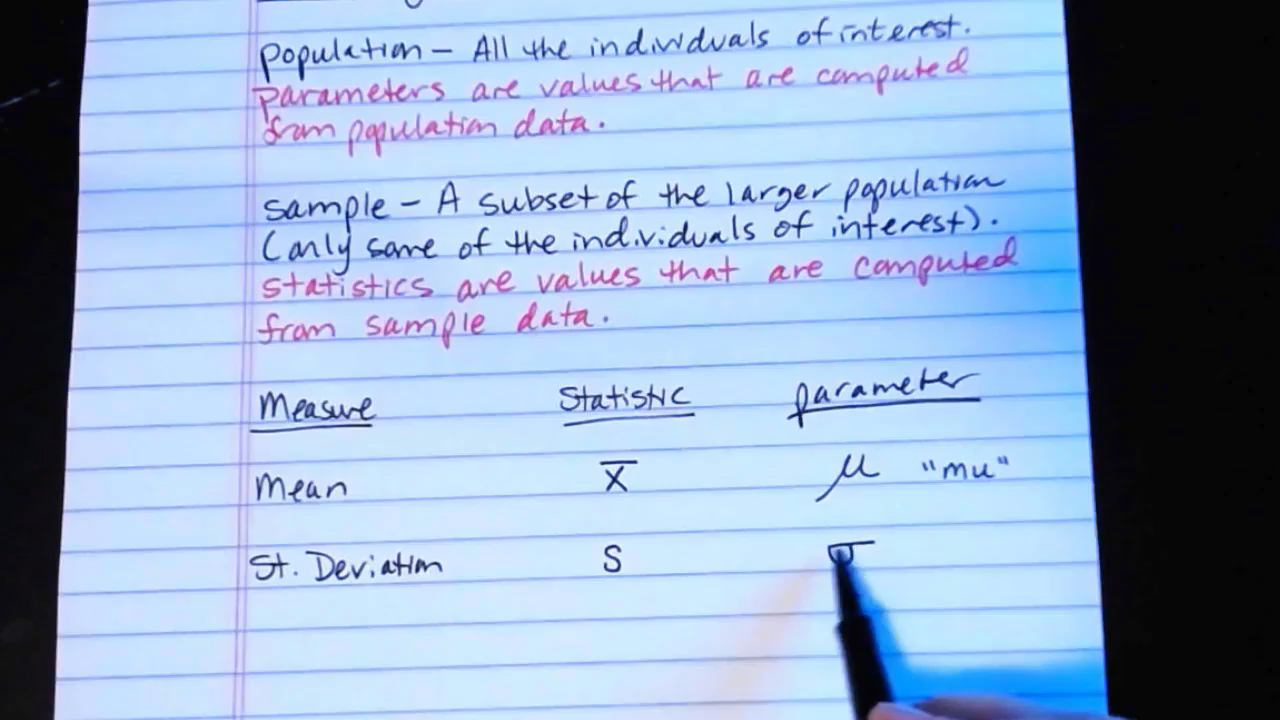 population – All the individuals of interest.
parameters are values that are computed
from population data.
sample – A subset of the larger population
(only some of the individuals of interest).
statistics are values that are computed
from sample data.
Measure Statistic parameter
Mean x̅ μ "mu"
St. Deviation S σ